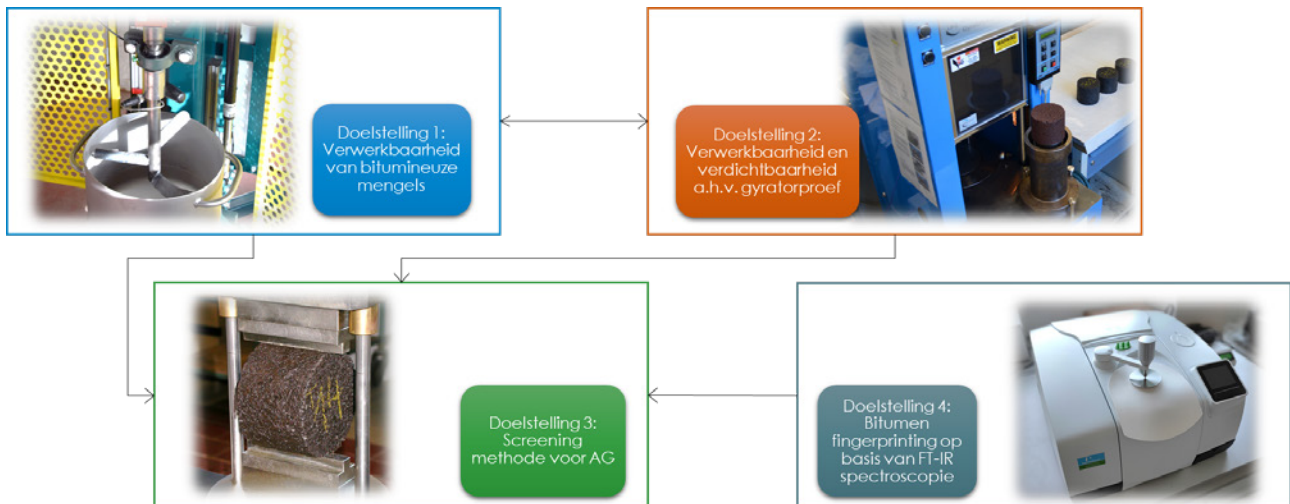 Doelstelling 1:
Verwerkbaarheid
van bitumineuze
mengels
Doelstelling 2:
Verwerkbaarheid en
verdichtbaarheid
a.h.v. gyratorproef
Doelstelling 3:
Screening
methode voor AG
Doelstelling 4:
Bitumen
fingerprinting op
basis van FT-IR
spectroscopie